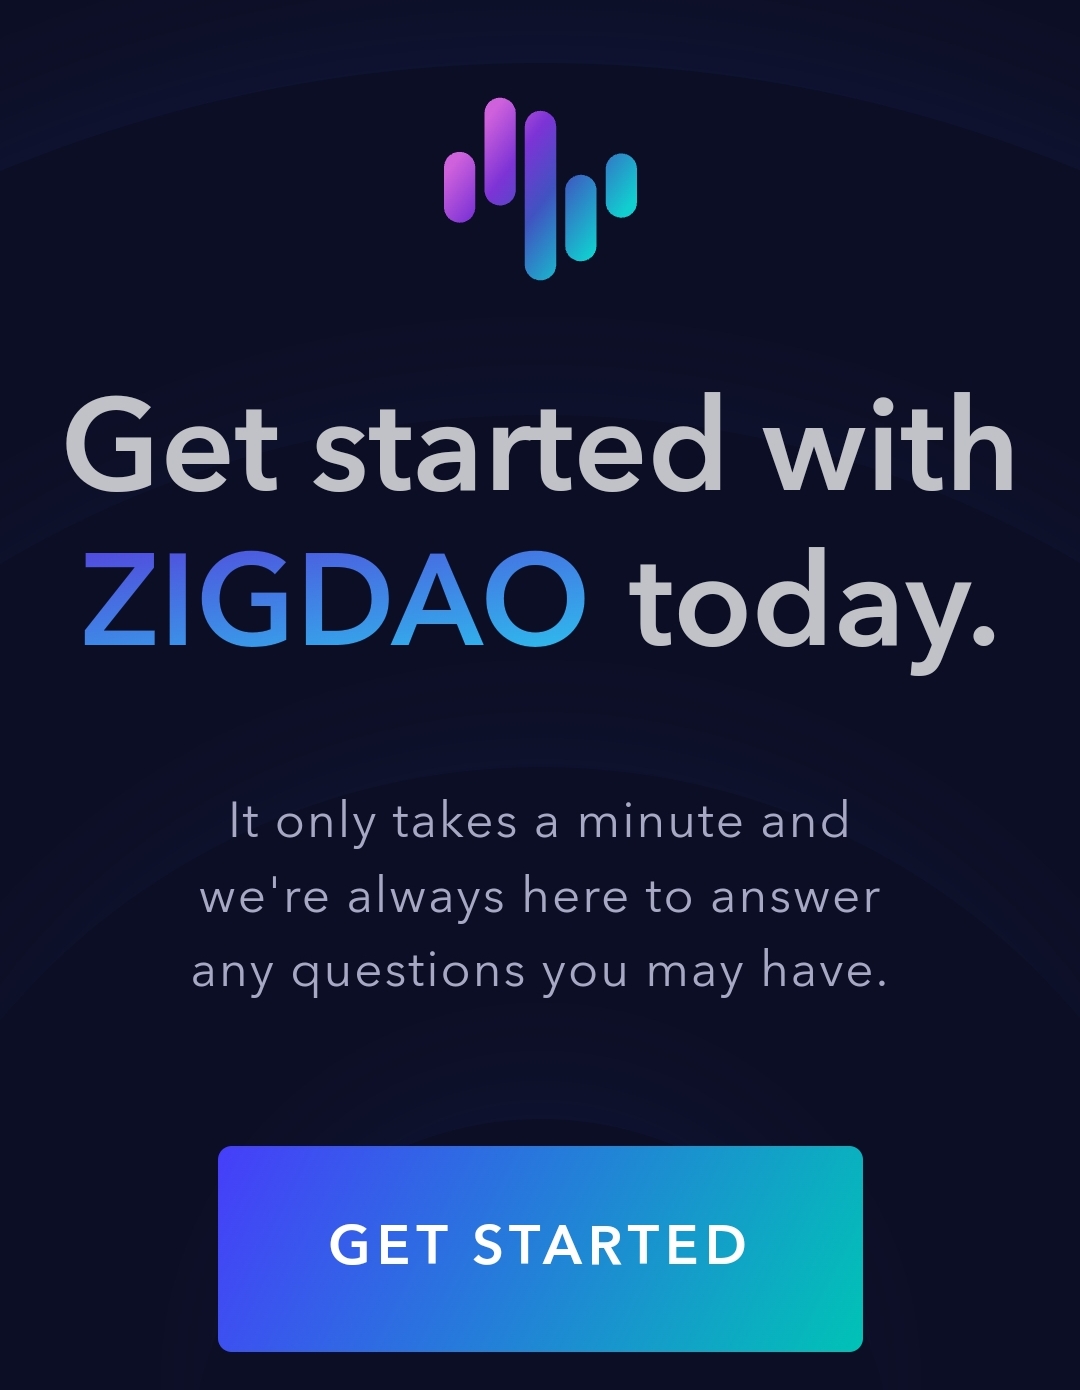 Get started with
ZIGDAO today.
It only takes a minute and
we're always here to answer
any questions you may have.
GET STARTED